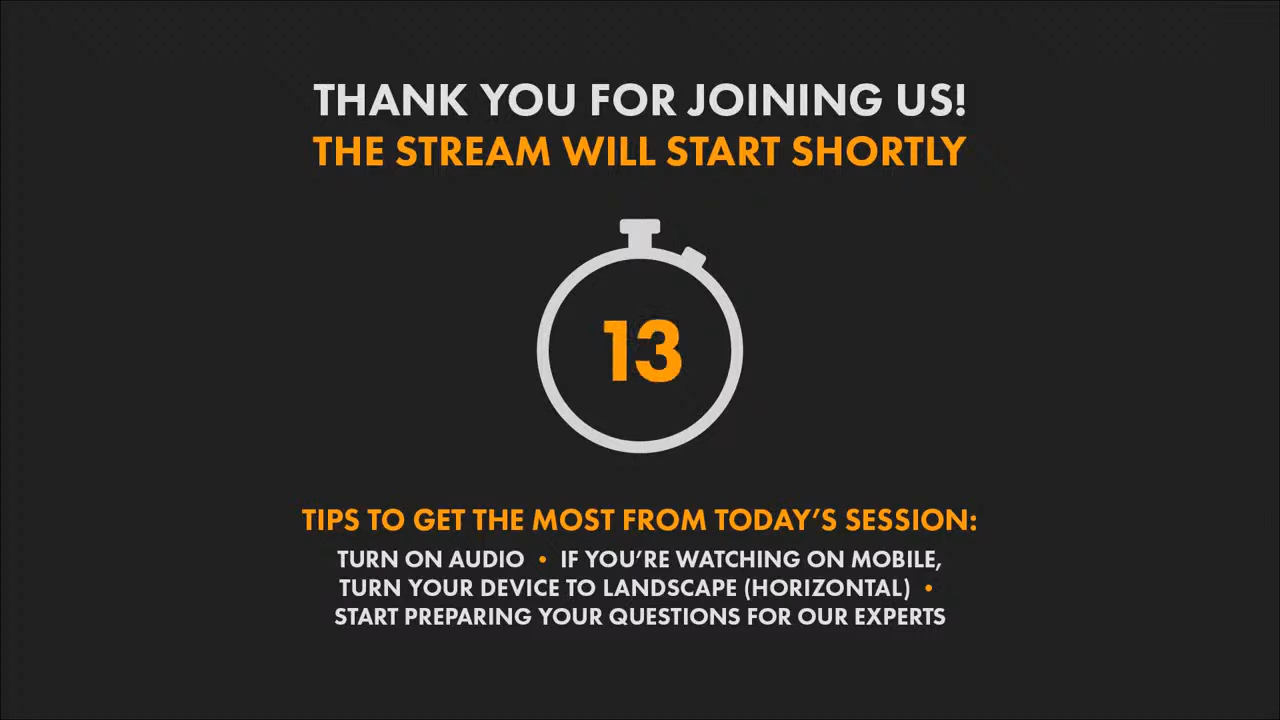 THANK YOU FOR JOINING US!
THE STREAM WILL START SHORTLY
13
TIPS TO GET THE MOST FROM TODAY’S SESSION:
TURN ON AUDIO • IF YOU’RE WATCHING ON MOBILE,
TURN YOUR DEVICE TO LANDSCAPE (HORIZONTAL) •
START PREPARING YOUR QUESTIONS FOR OUR EXPERTS